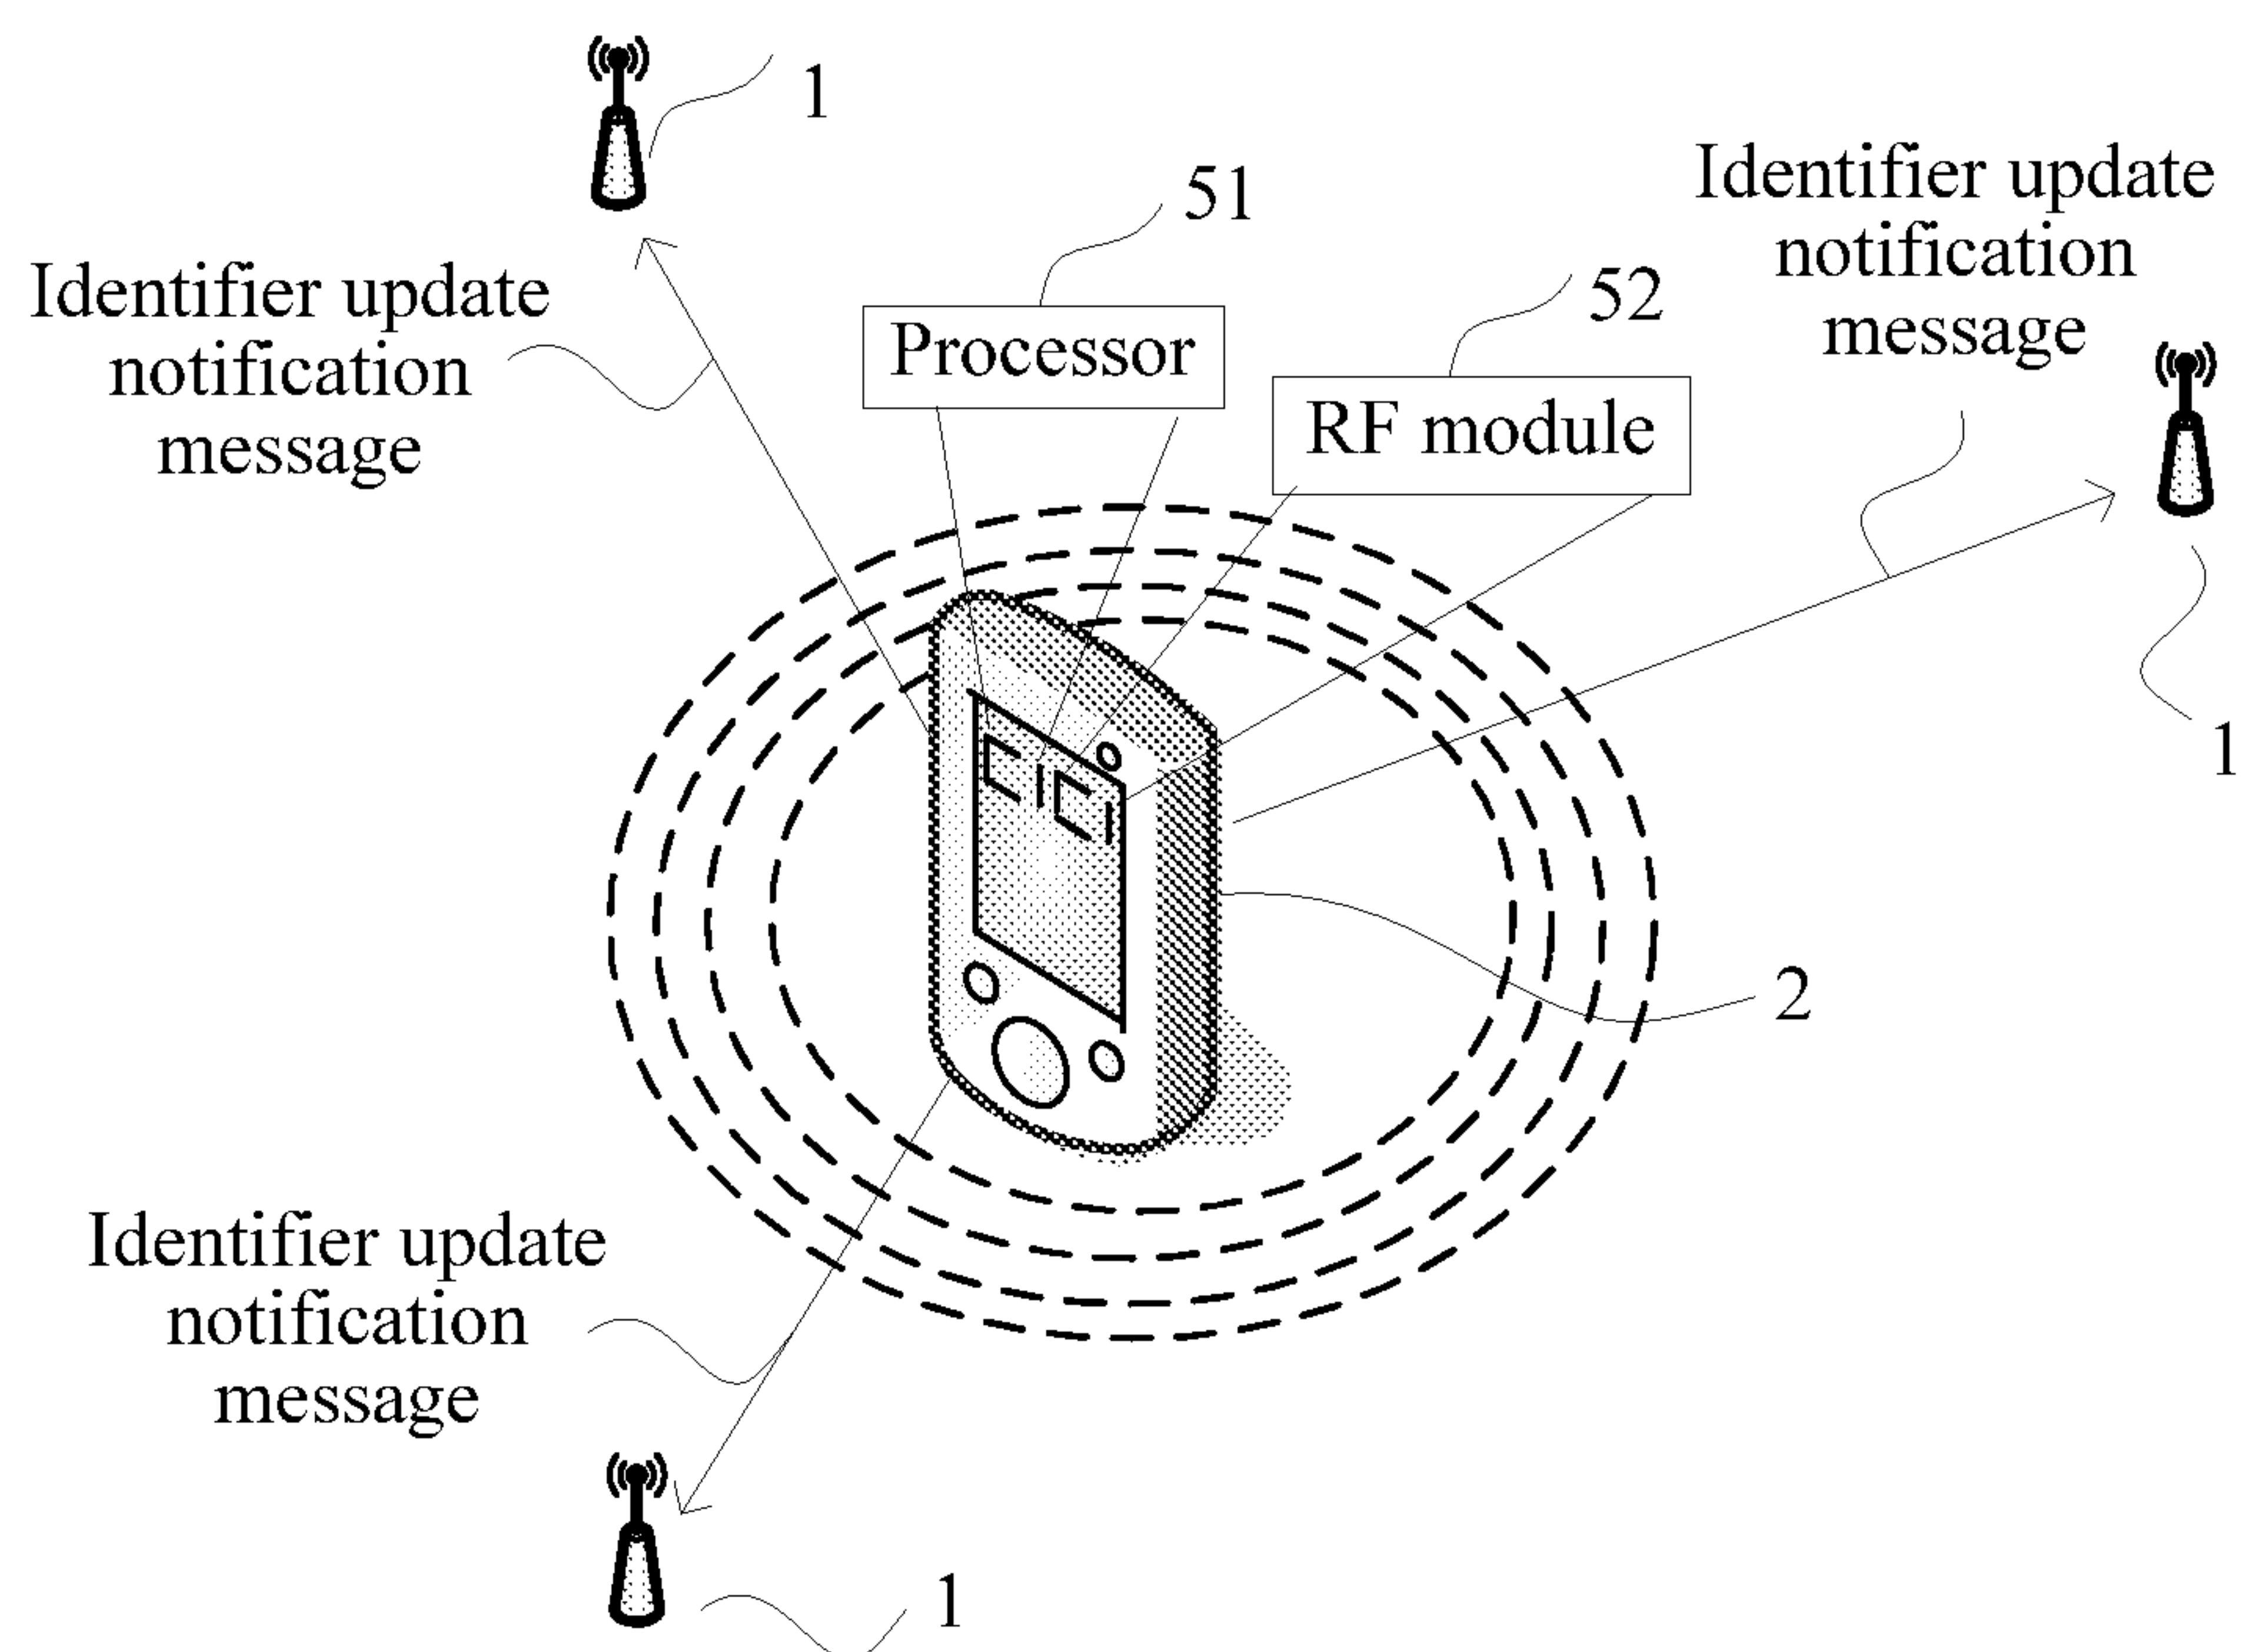 1
51
Identifier update
notification
message
Identifier update
notification
message
52
Processor
RF module
1
2
Identifier update
notification
message
1